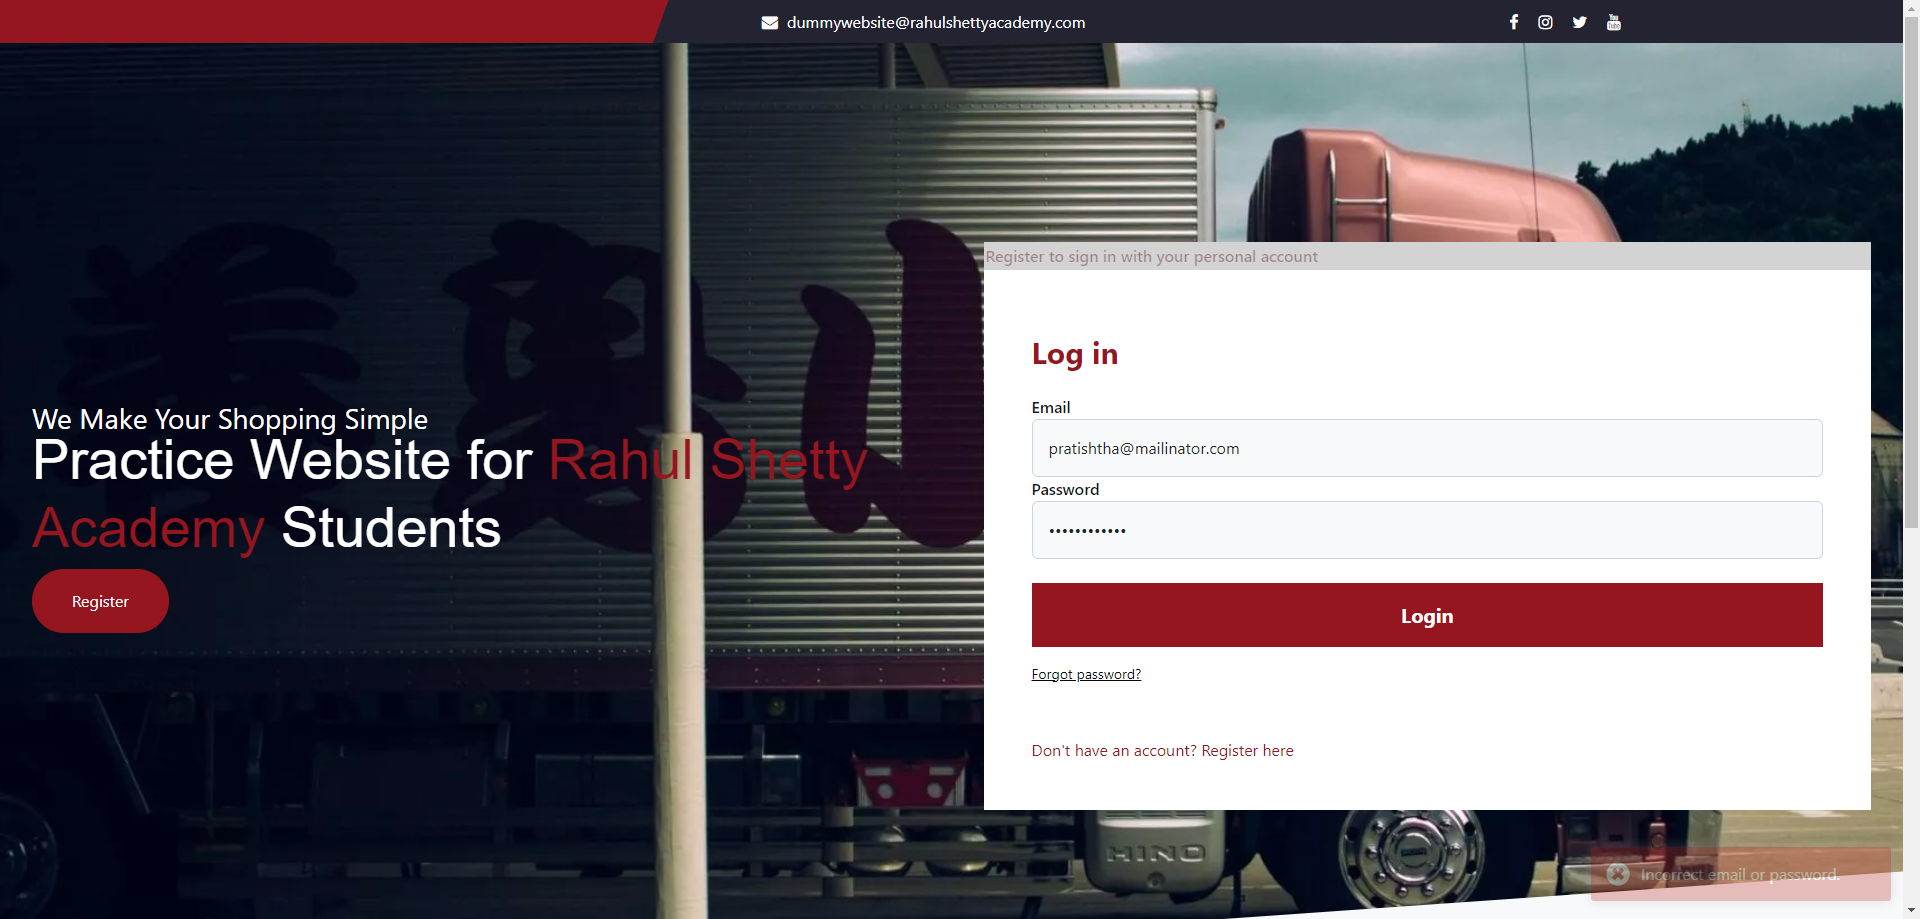 dummywebsite@rahulshettyacademy.com
We Make Your Shopping Simple
Practice Website for Rahul Shetty
Academy Students
Register
Register to sign in with your personal account
Log in
Email
pratishtha@mailinator.com
Password
••••••••••••
Login
Forgot password?
Don't have an account? Register here
HINO
Incorrect email or password.